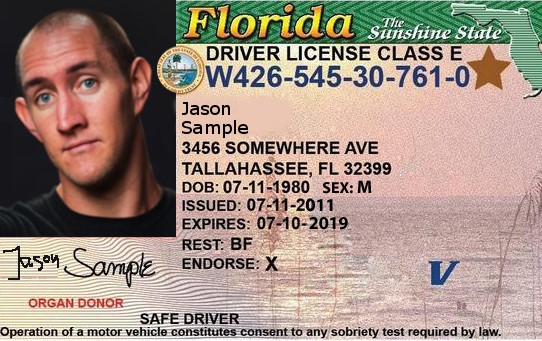 Florida The Sunshine State
DRIVER LICENSE CLASS E
W426-545-30-761-0
Jason
Sample
3456 SOMEWHERE AVE
TALLAHASSEE, FL 32399
DOB: 07-11-1980 SEX: M
ISSUED: 07-11-2011
EXPIRES: 07-10-2019
REST: BF
ENDORSE: X
V
Jason Sample
ORGAN DONOR
SAFE DRIVER
Operation of a motor vehicle constitutes consent to any sobriety test required by law.